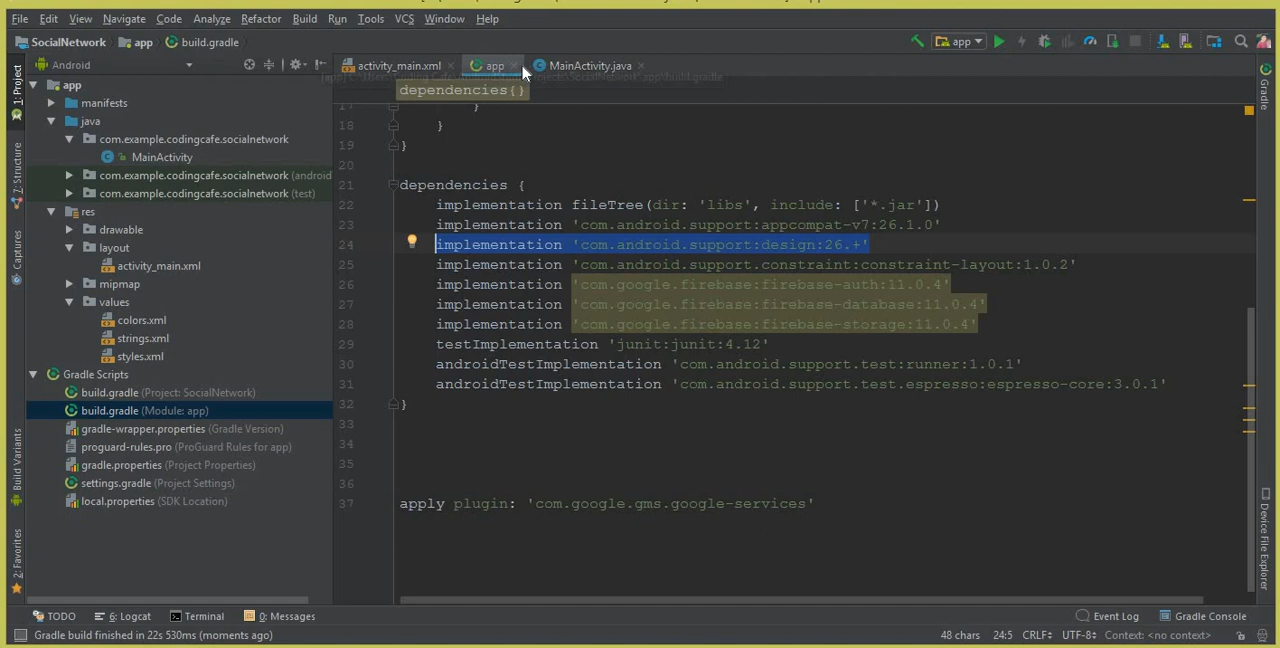 File Edit View Navigate Code Analyze Refactor Build Run Tools VCS Window Help
SocialNetwork app build.gradle
app
Android
activity_main.xml app MainActivity.java
dependencies{}
1: Project
7: Structure
Captures
Build Variants
2: Favorites
app
manifests
java
com.example.codingcafe.socialnetwork
MainActivity
com.example.codingcafe.socialnetwork (android
com.example.codingcafe.socialnetwork (test)
res
drawable
layout
activity_main.xml
mipmap
values
colors.xml
strings.xml
styles.xml
Gradle Scripts
build.gradle (Project: SocialNetwork)
build.gradle (Module: app)
gradle-wrapper.properties (Gradle Version)
proguard-rules.pro (ProGuard Rules for app)
gradle.properties (Project Properties)
settings.gradle (Project Settings)
local.properties (SDK Location)
17 }
18 }
19 }
20
21 dependencies {
22 implementation fileTree(dir: 'libs', include: ['*.jar'])
23 implementation 'com.android.support:appcompat-v7:26.1.0'
24 implementation 'com.android.support:design:26.+'
25 implementation 'com.android.support.constraint:constraint-layout:1.0.2'
26 implementation 'com.google.firebase:firebase-auth:11.0.4'
27 implementation 'com.google.firebase:firebase-database:11.0.4'
28 implementation 'com.google.firebase:firebase-storage:11.0.4'
29 testImplementation 'junit:junit:4.12'
30 androidTestImplementation 'com.android.support.test:runner:1.0.1'
31 androidTestImplementation 'com.android.support.test.espresso:espresso-core:3.0.1'
32 }
33
34
35
36
37 apply plugin: 'com.google.gms.google-services'
Gradle
Device File Explorer
TODO 6: Logcat Terminal 0: Messages Event Log Gradle Console
Gradle build finished in 22s 530ms (moments ago) 48 chars 24:5 CRLF UTF-8 Context: <no context>